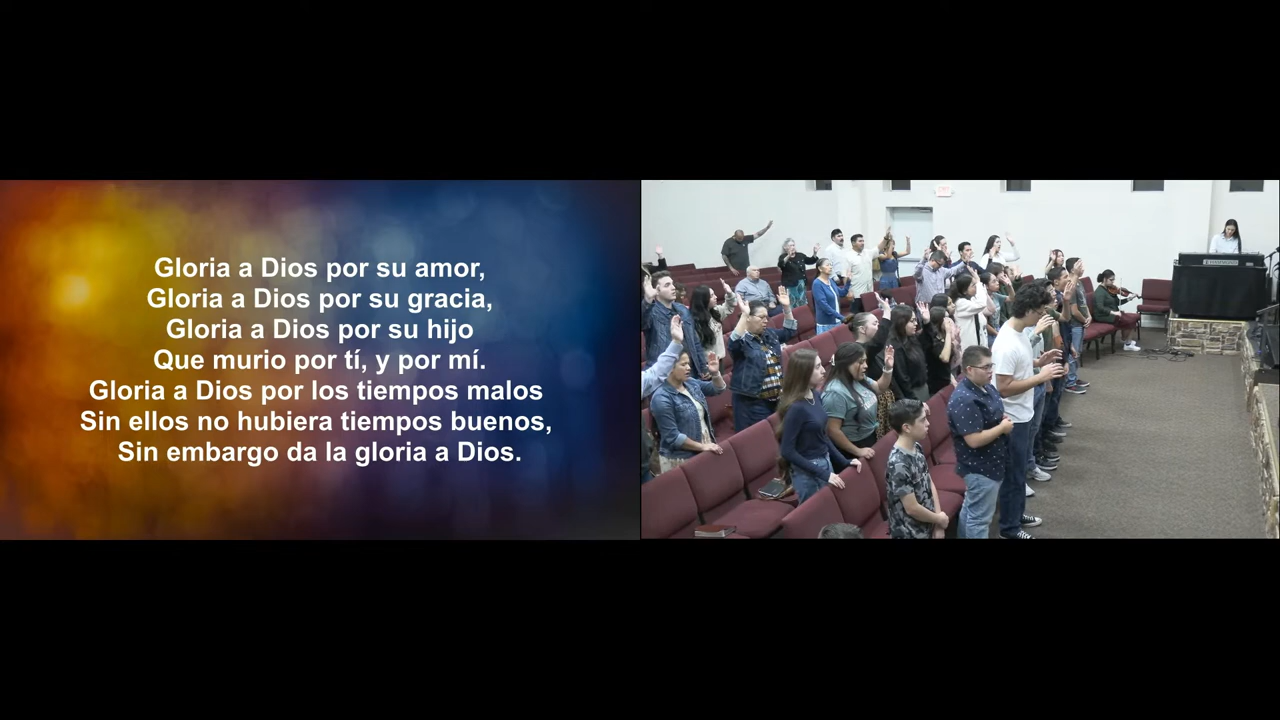 Gloria a Dios por su amor,
Gloria a Dios por su gracia,
Gloria a Dios por su hijo
Que murio por tí, y por mí.
Gloria a Dios por los tiempos malos
Sin ellos no hubiera tiempos buenos,
Sin embargo da la gloria a Dios.